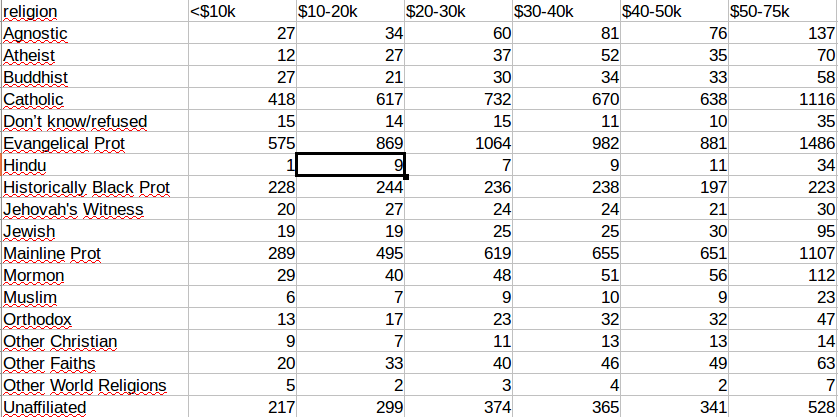 religion <$10k $10-20k $20-30k $30-40k $40-50k $50-75k
Agnostic 27 34 60 81 76 137
Atheist 12 27 37 52 35 70
Buddhist 27 21 30 34 33 58
Catholic 418 617 732 670 638 1116
Don't know/refused 15 14 15 11 10 35
Evangelical Prot 575 869 1064 982 881 1486
Hindu 1 9 7 9 11 34
Historically Black Prot 228 244 236 238 197 223
Jehovah's Witness 20 27 24 24 21 30
Jewish 19 19 25 25 30 95
Mainline Prot 289 495 619 655 651 1107
Mormon 29 40 48 51 56 112
Muslim 6 7 9 10 9 23
Orthodox 13 17 23 32 32 47
Other Christian 9 7 11 13 13 14
Other Faiths 20 33 40 46 49 63
Other World Religions 5 2 3 4 2 7
Unaffiliated 217 299 374 365 341 528